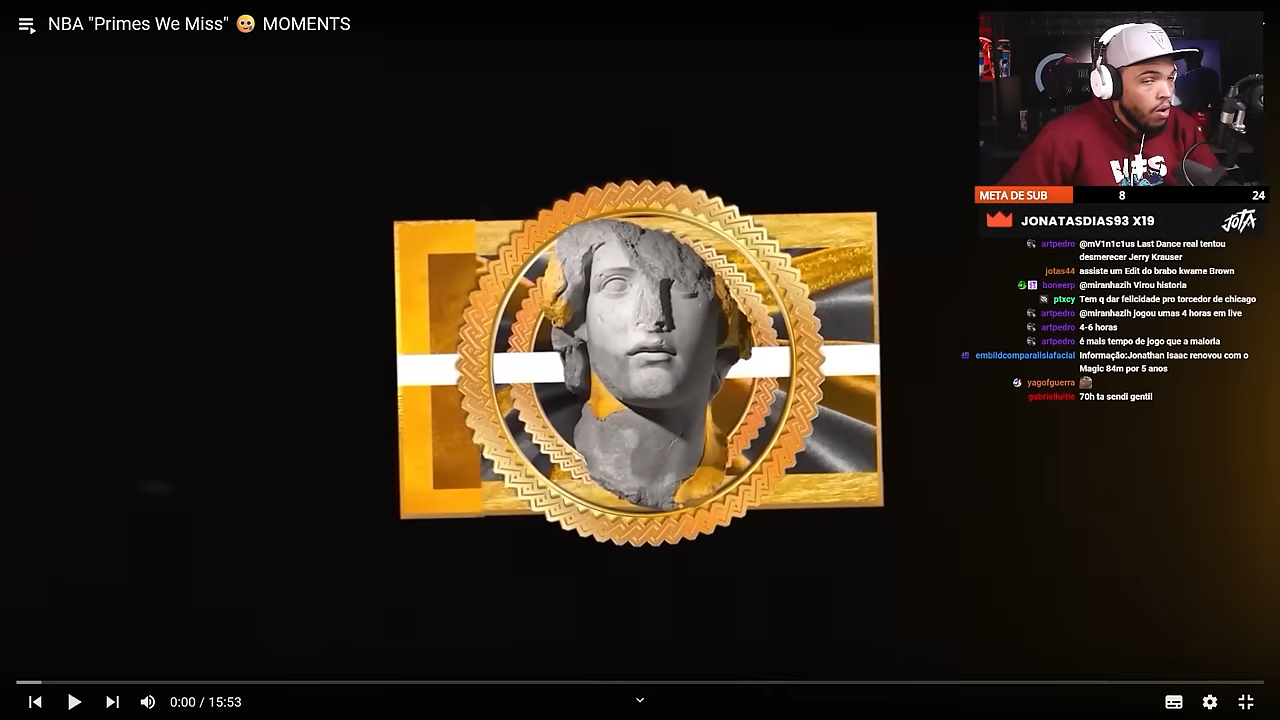 NBA "Primes We Miss" 🥲 MOMENTS
META DE SUB 8 24
JONATASDIAS93 X19 JOTA
artpedro @mV1n1c1us Last Dance real tentou
desmerecer Jerry Krauser
jotas44 assiste um Edit do brabo kwame Brown
boneerp @miranhazih Virou historia
ptxcy Tem q dar felicidade pro torcedor de chicago
artpedro @miranhazih jogou umas 4 horas em live
artpedro 4-6 horas
artpedro é mais tempo de jogo que a maioria
embiidcomparalisiafacial Informação:Jonathan Isaac renovou com o
Magic 84m por 5 anos
yagofguerra
70h ta sendi gentil
0:00 / 15:53